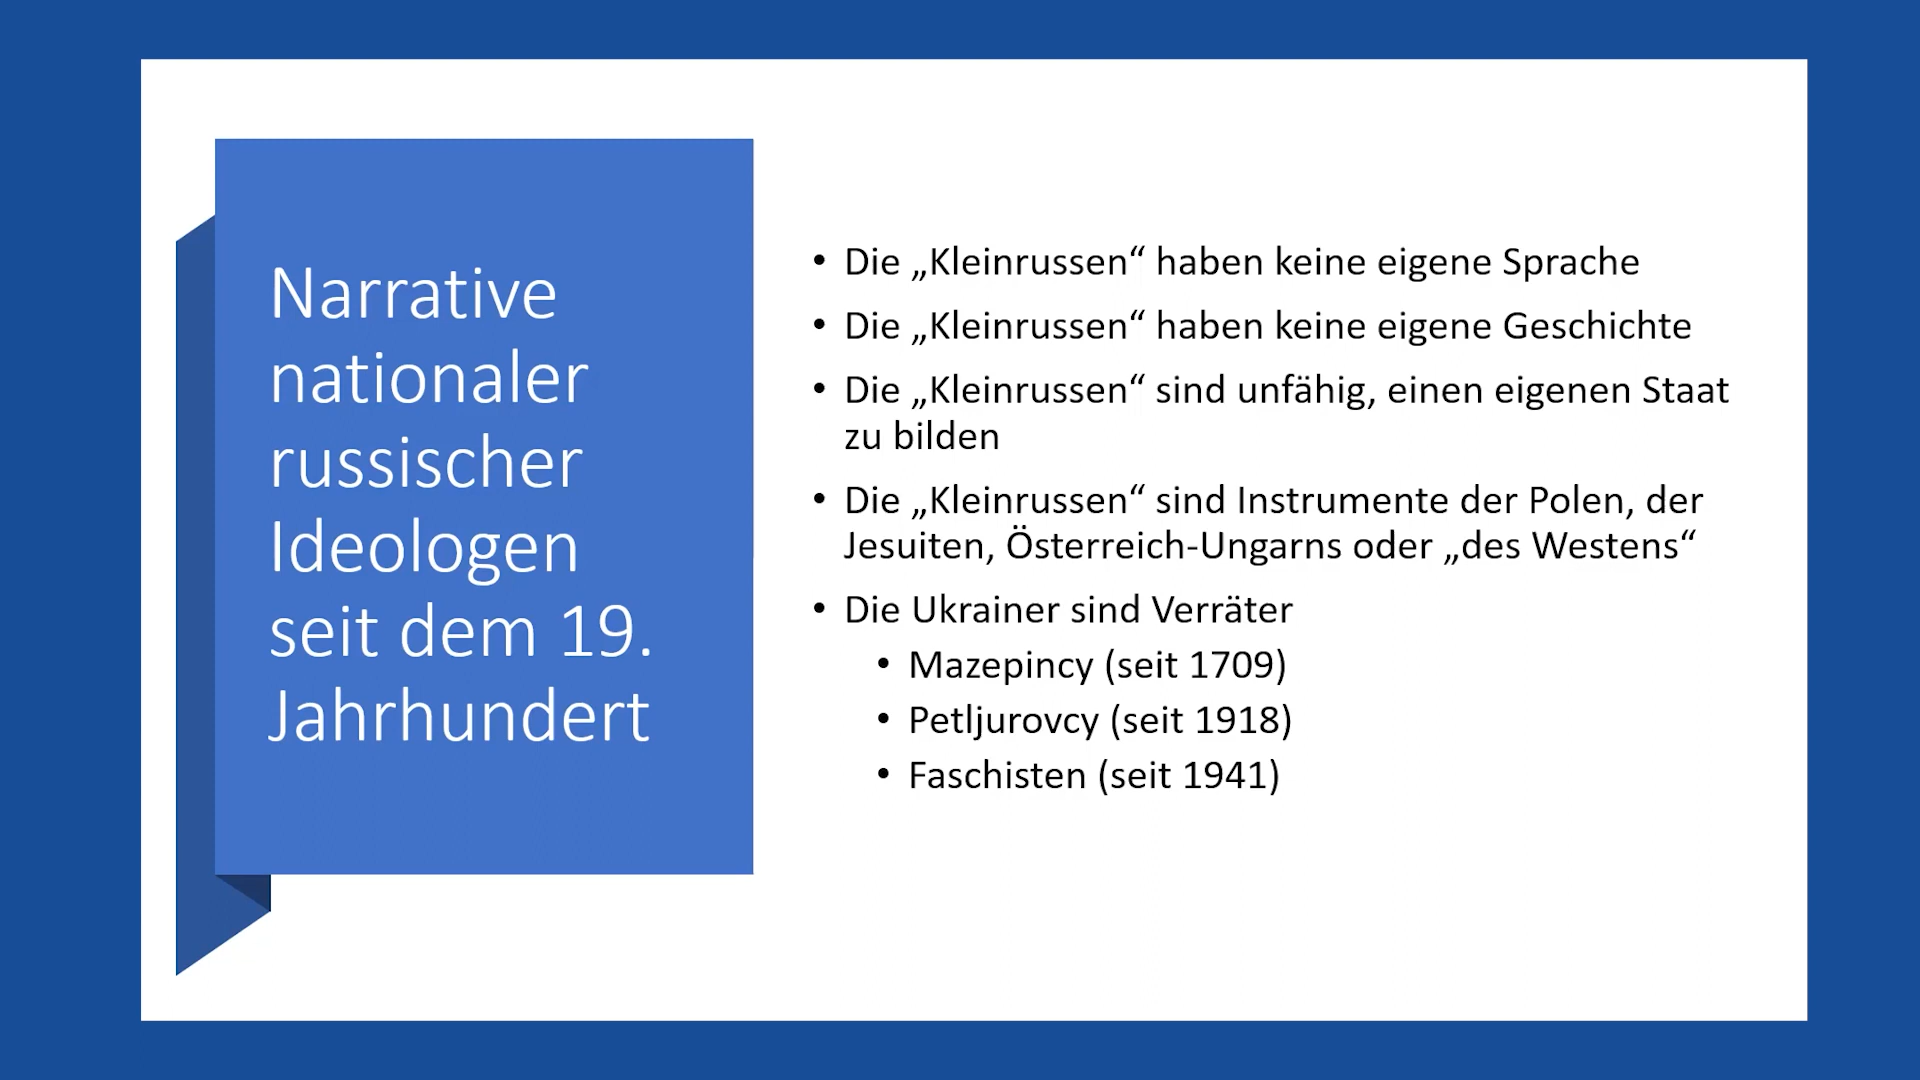 Narrative
nationaler
russischer
Ideologen
seit dem 19.
Jahrhundert
• Die „Kleinrussen“ haben keine eigene Sprache
• Die „Kleinrussen“ haben keine eigene Geschichte
• Die „Kleinrussen“ sind unfähig, einen eigenen Staat
zu bilden
• Die „Kleinrussen“ sind Instrumente der Polen, der
Jesuiten, Österreich-Ungarns oder „des Westens“
• Die Ukrainer sind Verräter
• Mazepincy (seit 1709)
• Petljurovcy (seit 1918)
• Faschisten (seit 1941)